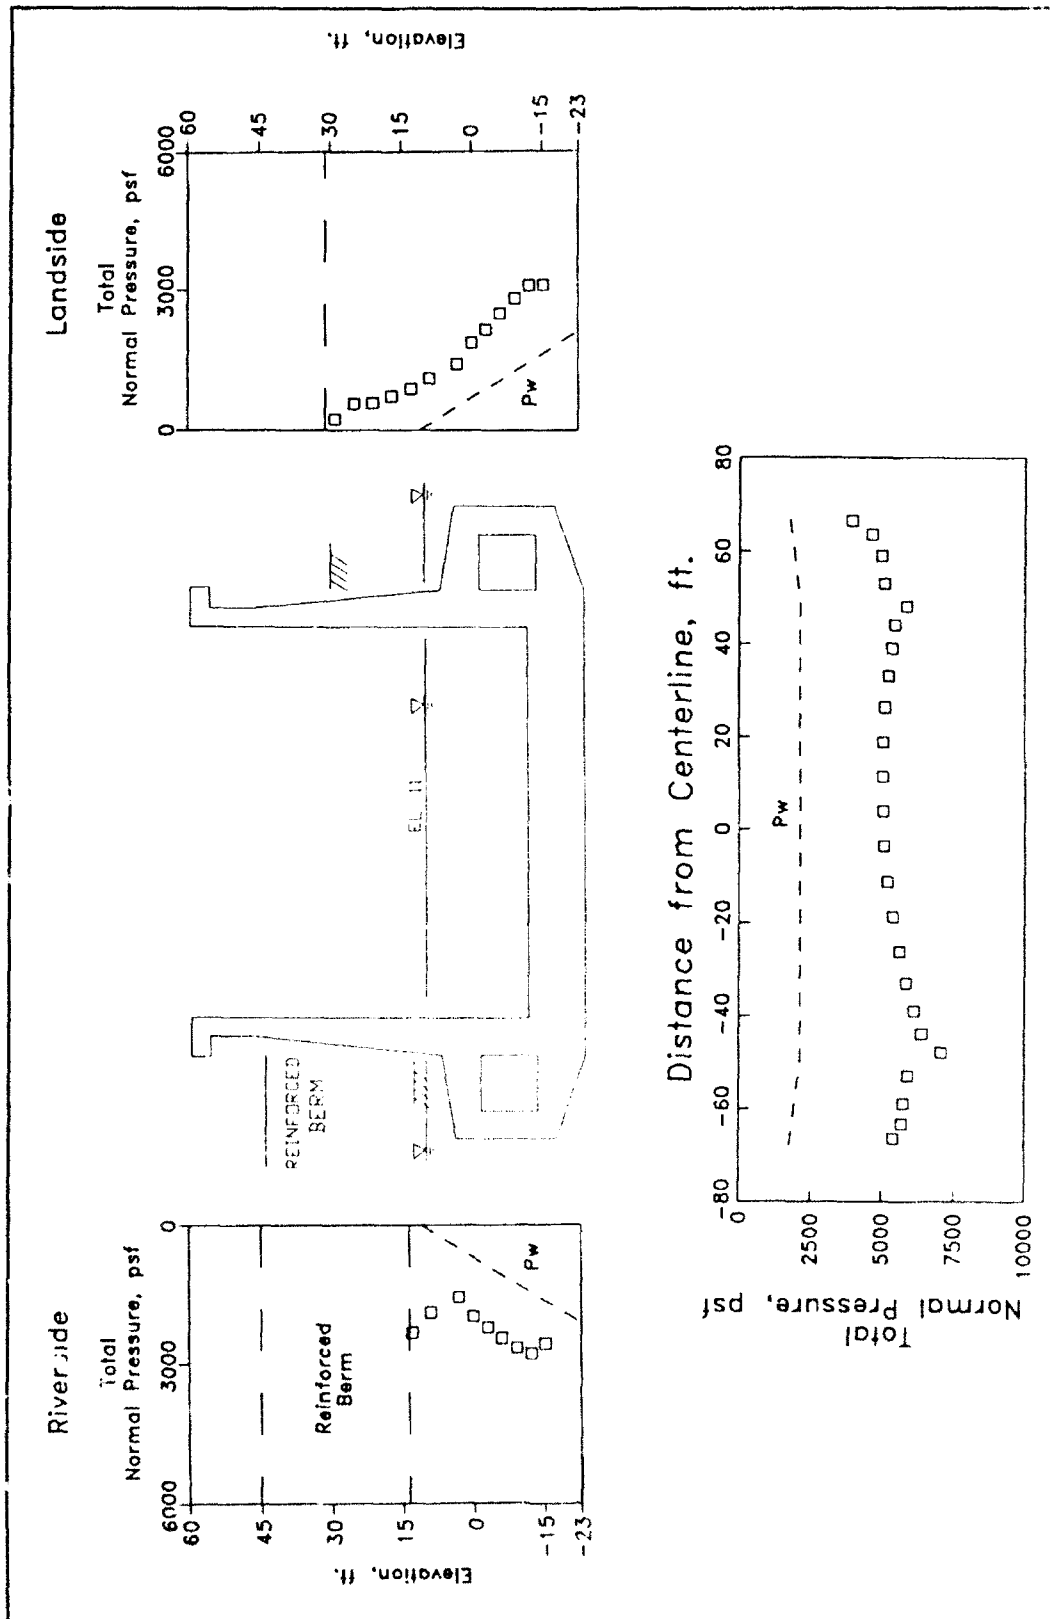 Riverside
Total
Normal Pressure, psf
6000
3000
0
60
45
30
15
0
-15
-23
Elevation, ft.
Reinforced
Berm
Pw
REINFORCED
BERM
EL 11
Landside
Total
Normal Pressure, psf
0
3000
6000
60
45
30
15
0
-15
-23
Elevation, ft.
Pw
Distance from Centerline, ft.
-80
-60
-40
-20
0
20
40
60
80
0
2500
5000
7500
10000
Total
Normal Pressure, psf
Pw